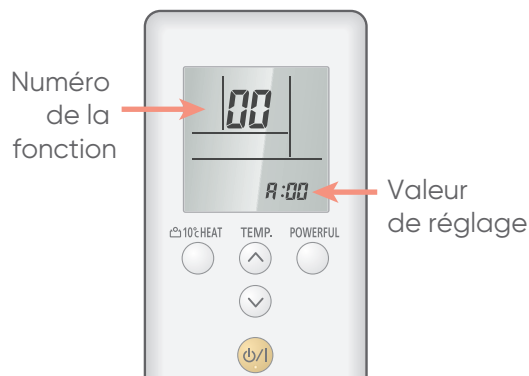 Numéro
de la
fonction
00
A:00
Valeur
de réglage
10°C HEAT TEMP. POWERFUL